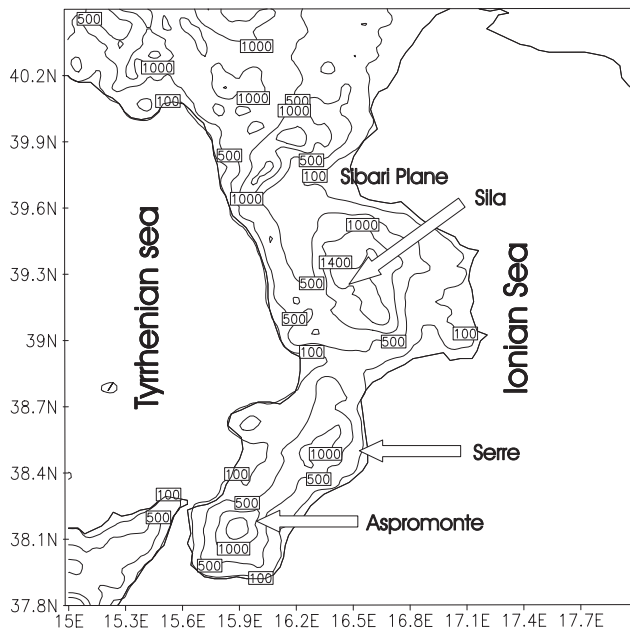 500
1000
1000
40.2N
1000
500
100
1000
39.9N
500
500
100
Sibari Plane
Sila
1000
39.6N
1000
1400
39.3N
500
500
100
39N
500
100
Tyrrhenian sea
Ionian Sea
38.7N
1000
Serre
38.4N
100
500
100
500
500
Aspromonte
38.1N
1000
500
100
37.8N
15E 15.3E 15.6E 15.9E 16.2E 16.5E 16.8E 17.1E 17.4E 17.7E